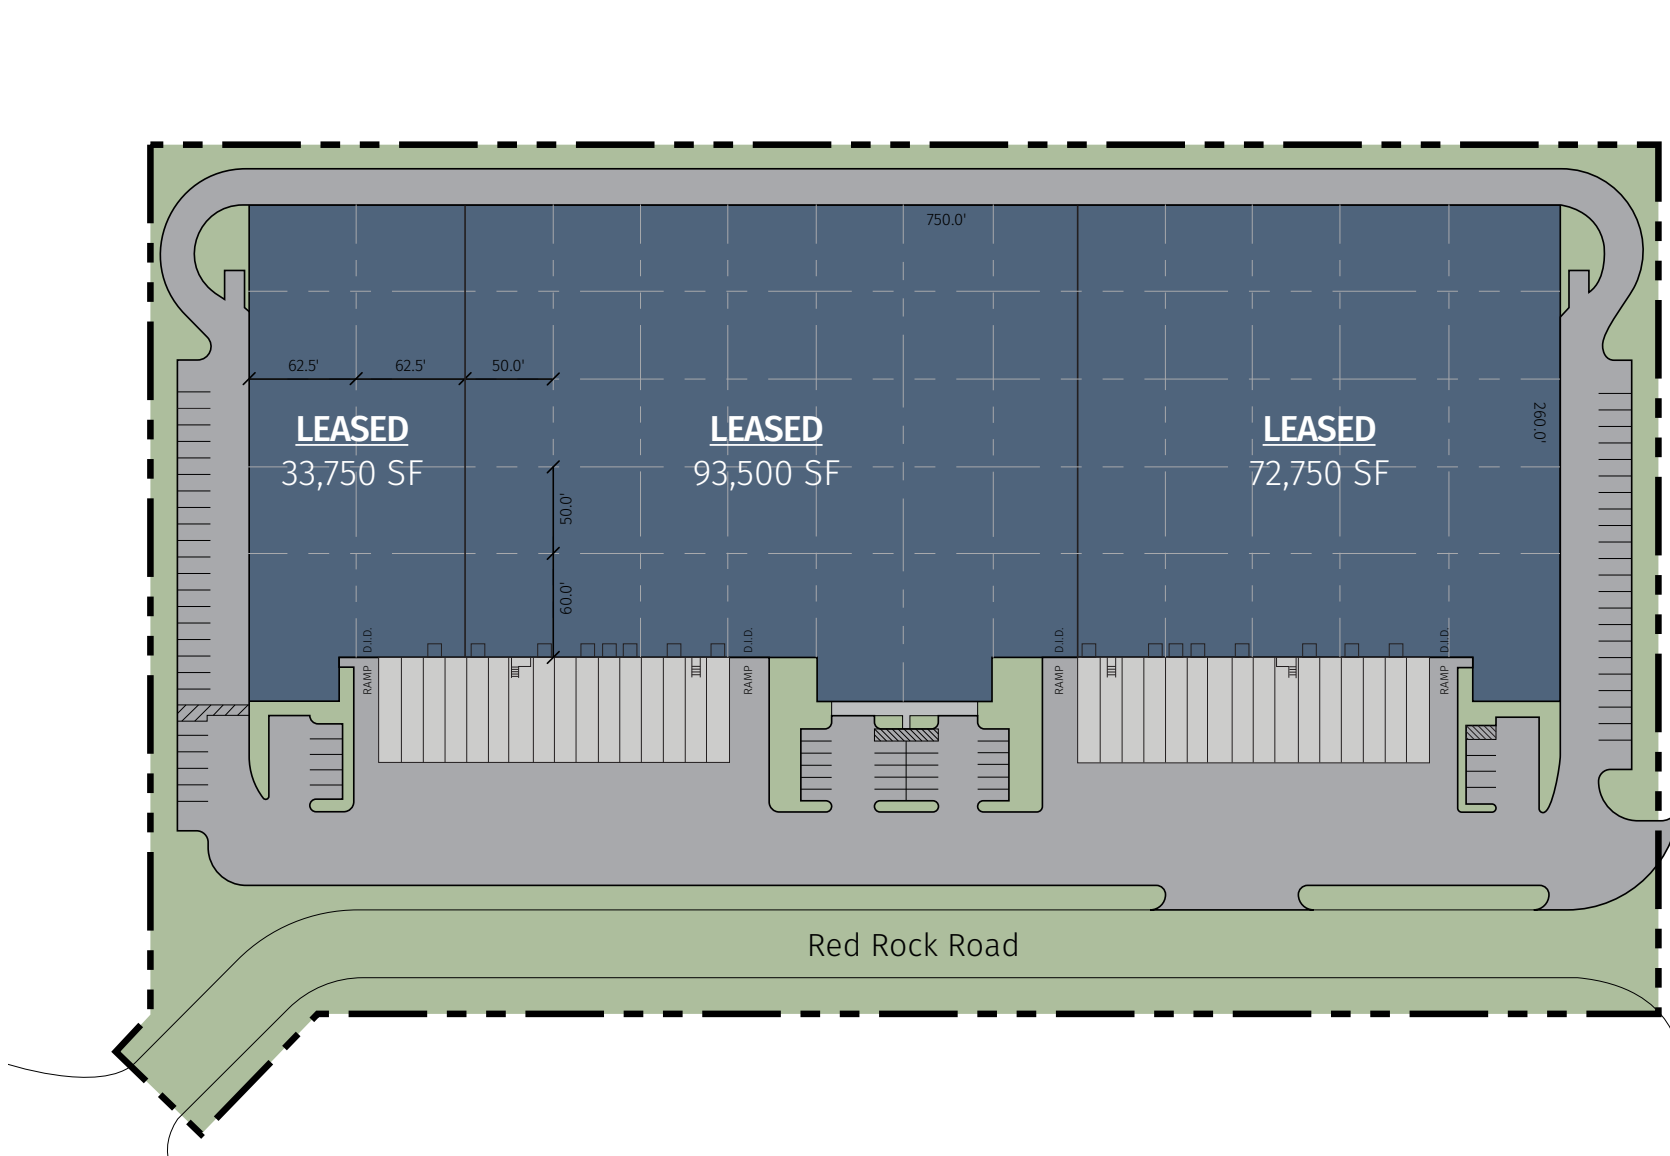 750.0'
62.5'
62.5'
50.0'
260.0'
LEASED
33,750 SF
LEASED
93,500 SF
LEASED
72,750 SF
50.0'
60.0'
D.I.D.
D.I.D.
D.I.D.
D.I.D.
RAMP
RAMP
RAMP
RAMP
Red Rock Road